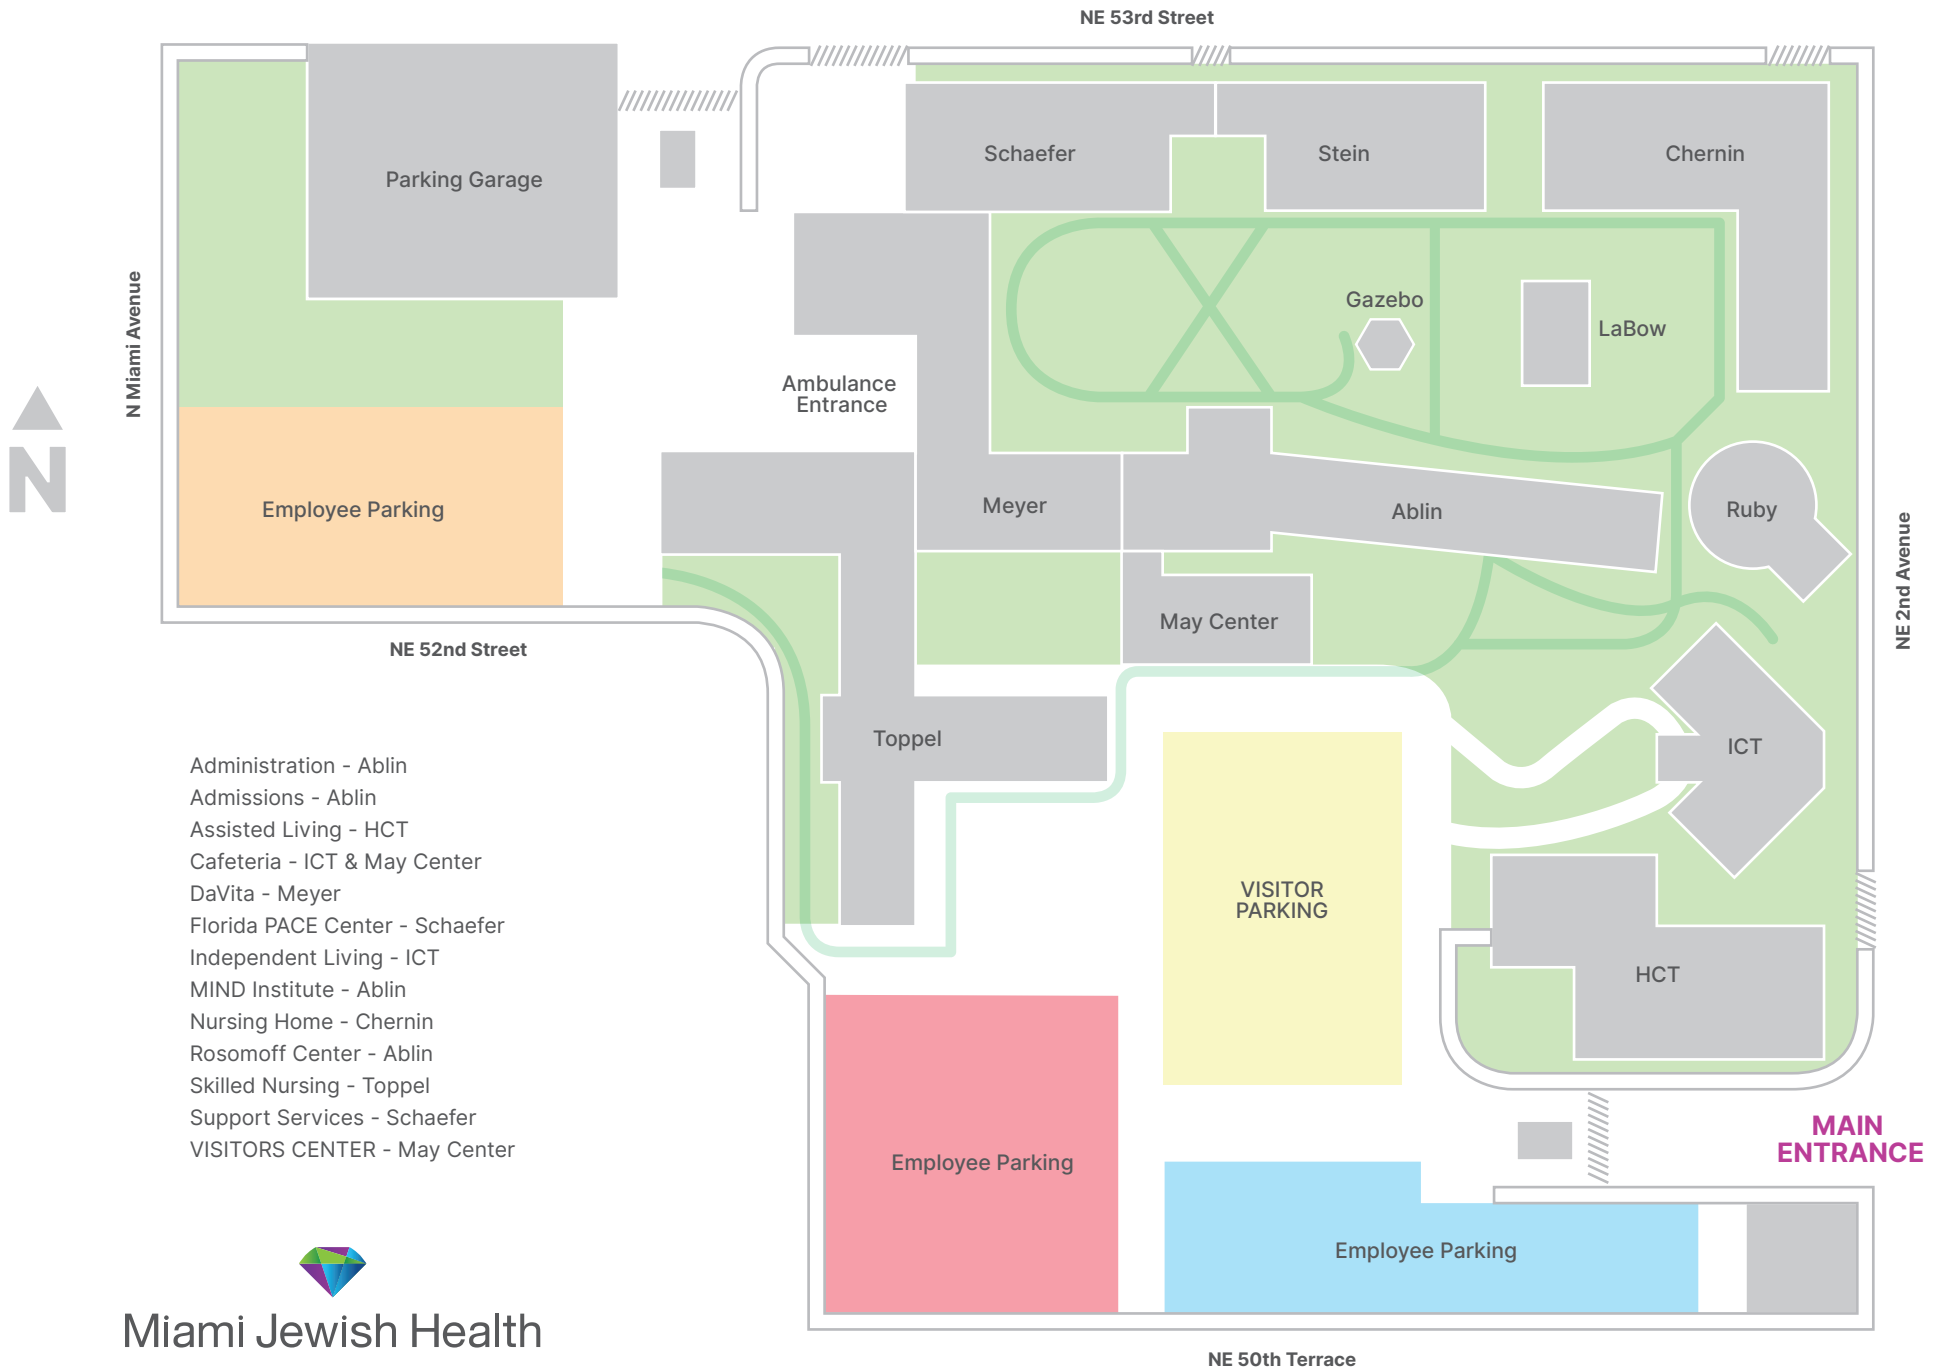 NE 53rd Street
Parking Garage
Schaefer
Stein
Chernin
N Miami Avenue
Gazebo
LaBow
Ambulance
Entrance
N
Employee Parking
Meyer
Ablin
Ruby
NE 2nd Avenue
May Center
NE 52nd Street
Toppel
ICT
Administration - Ablin
Admissions - Ablin
Assisted Living - HCT
Cafeteria - ICT & May Center
DaVita - Meyer
Florida PACE Center - Schaefer
Independent Living - ICT
MIND Institute - Ablin
Nursing Home - Chernin
Rosomoff Center - Ablin
Skilled Nursing - Toppel
Support Services - Schaefer
VISITORS CENTER - May Center
VISITOR
PARKING
HCT
MAIN
ENTRANCE
Employee Parking
Employee Parking
Miami Jewish Health
NE 50th Terrace